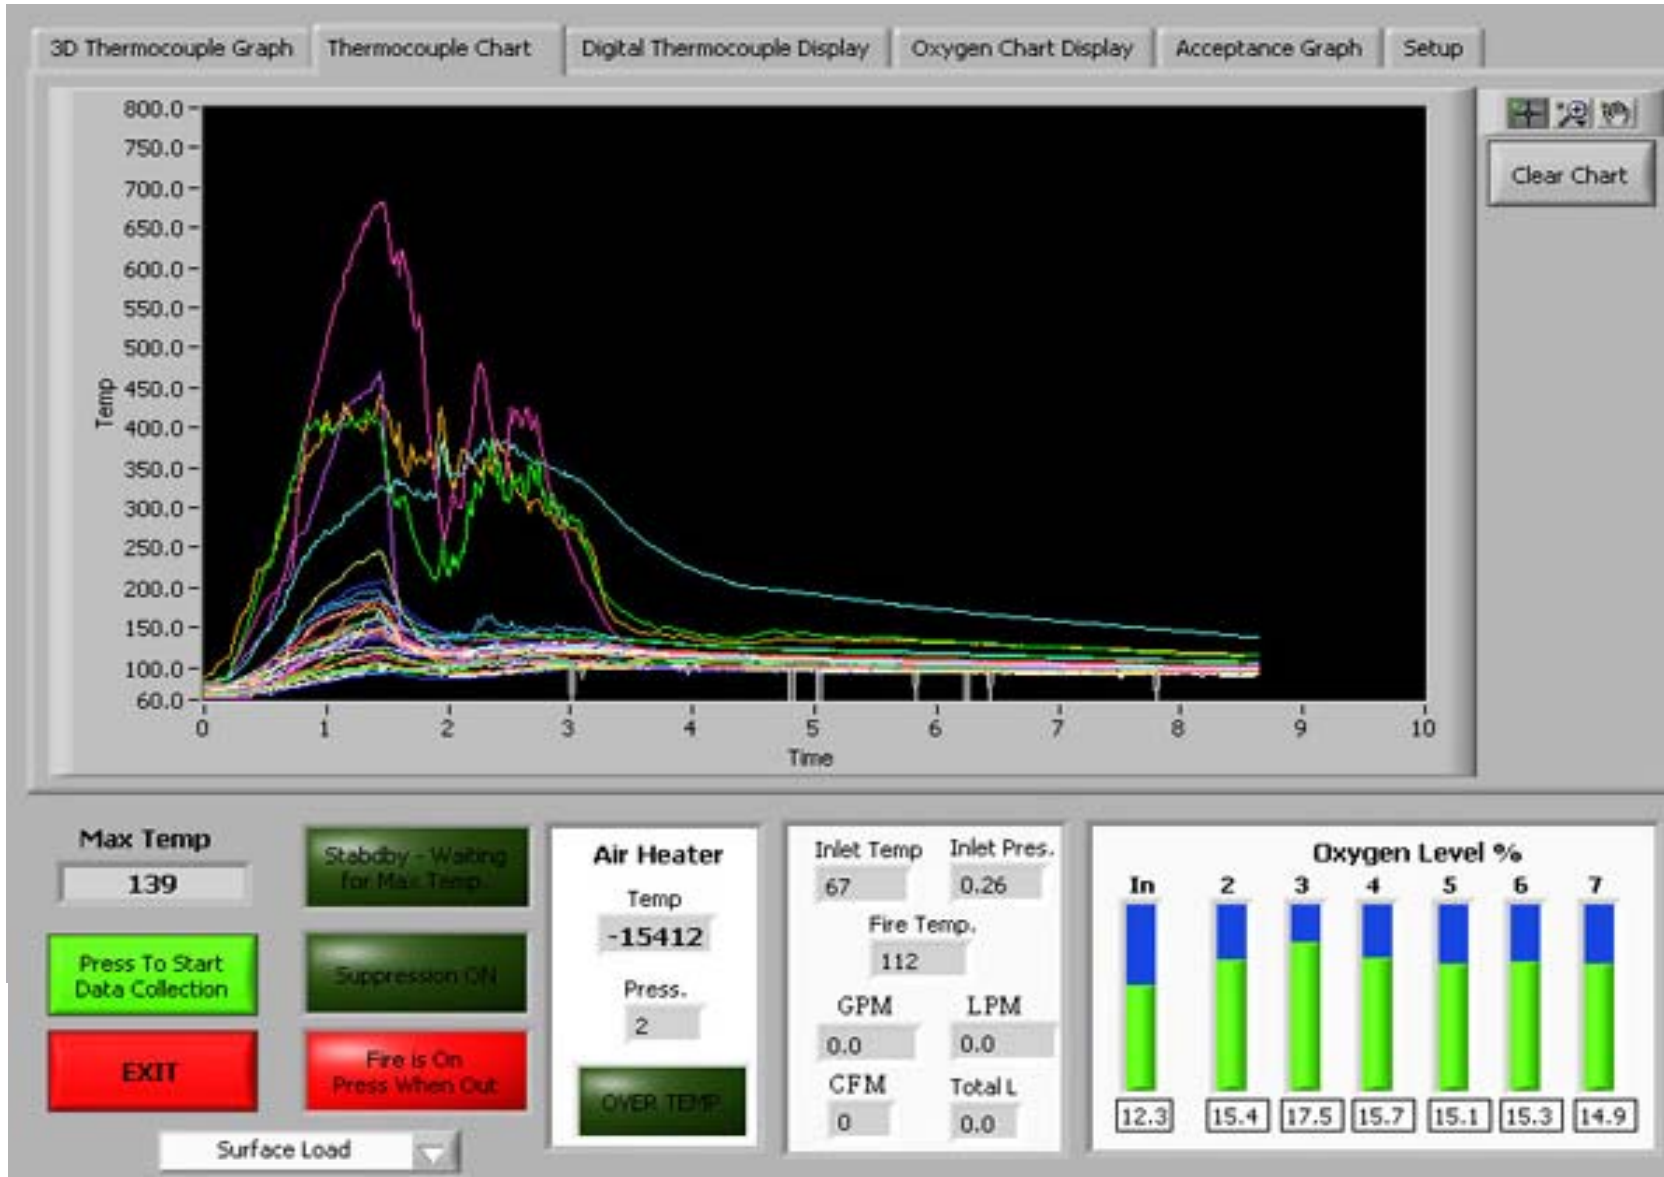 3D Thermocouple Graph
Thermocouple Chart
Digital Thermocouple Display
Oxygen Chart Display
Acceptance Graph
Setup
Clear Chart
800.0
750.0
700.0
650.0
600.0
550.0
500.0
450.0
400.0
350.0
300.0
250.0
200.0
150.0
100.0
60.0
Temp
0 1 2 3 4 5 6 7 8 9 10
Time
Max Temp
139
Press To Start
Data Collection
EXIT
Stabdby - Waiting
for Max Temp.
Suppression ON
Fire is On
Press When Out
Surface Load
Air Heater
Temp
-15412
Press.
2
OVER TEMP
Inlet Temp Inlet Pres.
67 0.26
Fire Temp.
112
GPM LPM
0.0 0.0
CFM Total L
0 0.0
Oxygen Level %
In 2 3 4 5 6 7
12.3 15.4 17.5 15.7 15.1 15.3 14.9